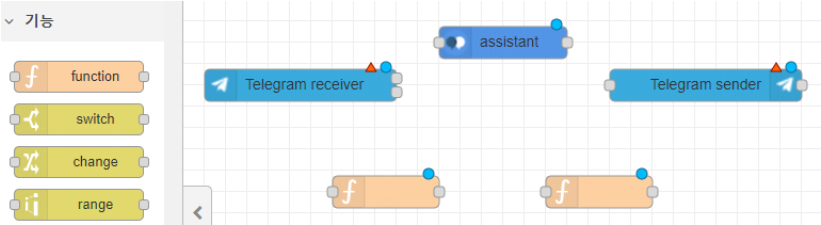 기능
function
switch
change
range
assistant
Telegram receiver
Telegram sender